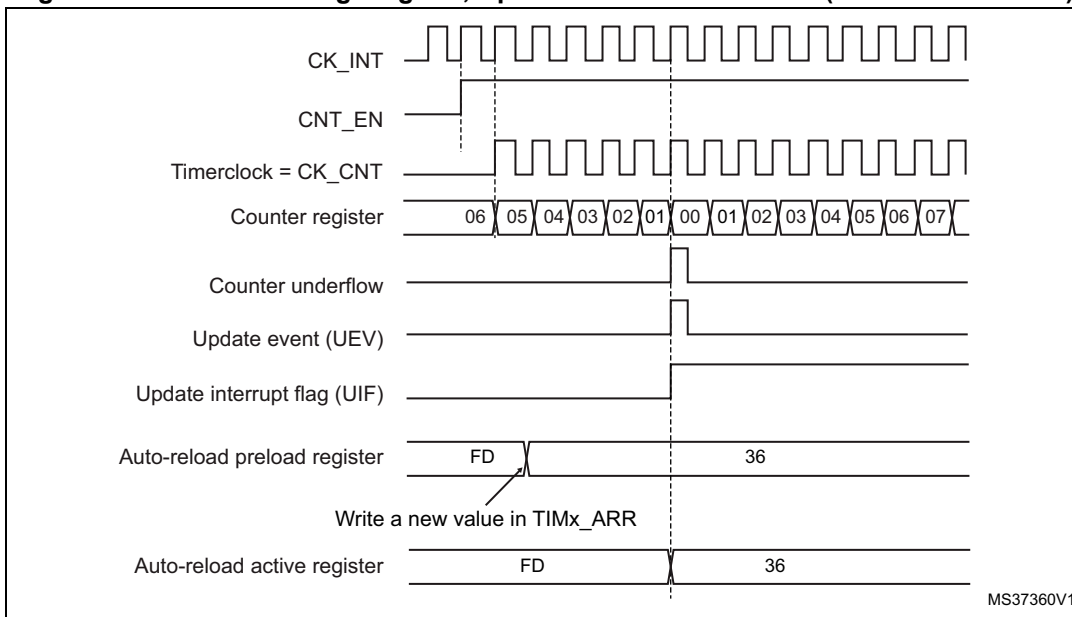 CK_INT
CNT_EN
Timerclock = CK_CNT
Counter register 06 05 04 03 02 01 00 01 02 03 04 05 06 07
Counter underflow
Update event (UEV)
Update interrupt flag (UIF)
Auto-reload preload register FD 36
Write a new value in TIMx_ARR
Auto-reload active register FD 36
MS37360V1